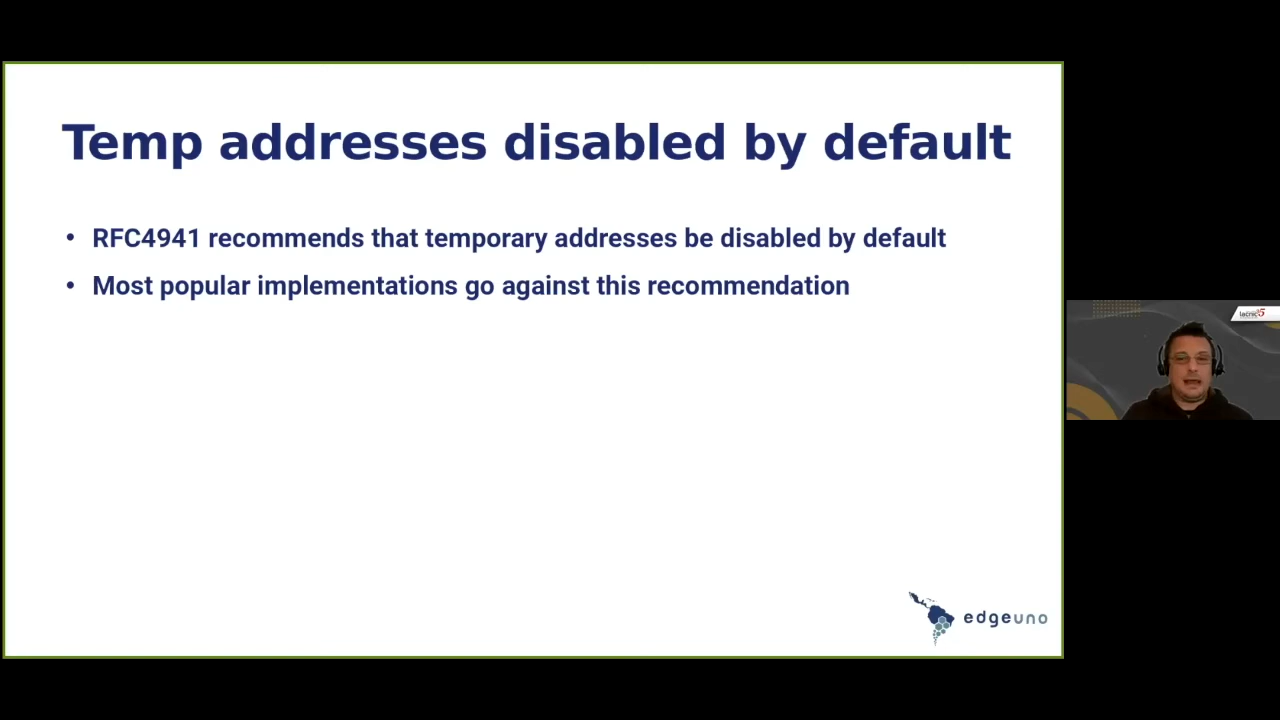 Temp addresses disabled by default
• RFC4941 recommends that temporary addresses be disabled by default
• Most popular implementations go against this recommendation
edgeuno
lacnic35